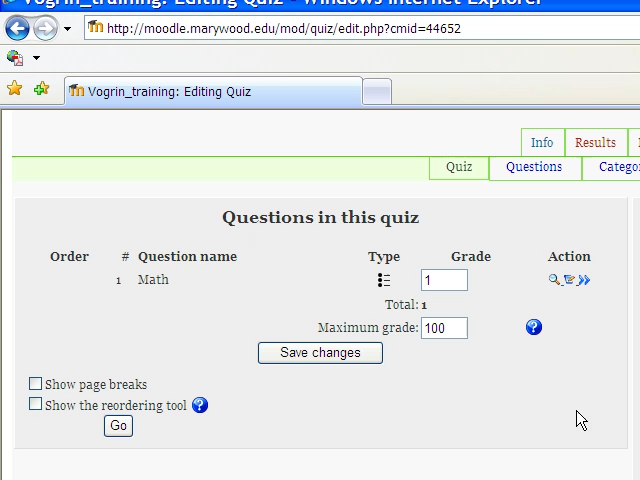 Vogrin_training: Editing Quiz - Windows Internet Explorer
http://moodle.marywood.edu/mod/quiz/edit.php?cmid=44652
Vogrin_training: Editing Quiz
Info Results
Quiz Questions Catego
Questions in this quiz
Order # Question name Type Grade Action
1 Math 1
Total: 1
Maximum grade: 100
Save changes
Show page breaks
Show the reordering tool
Go